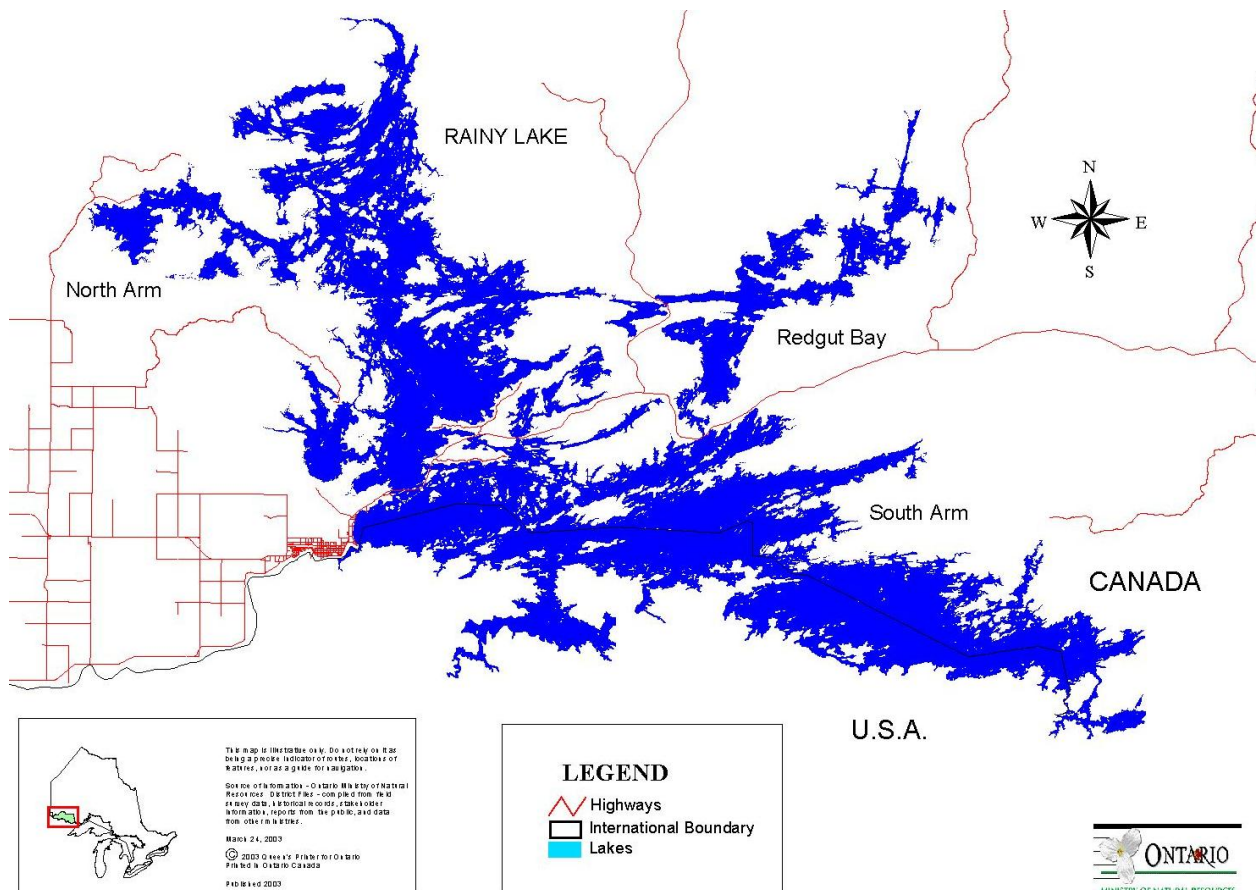 RAINY LAKE
N
W
E
S
North Arm
Redgut Bay
South Arm
CANADA
U.S.A.
This map is illustrative only. Do not rely on it as
being a precise indicator of routes, locations of
features, nor as a guide for navigation.
Source of Information - Ontario Ministry of Natural
Resources District Files - compiled from field
survey data, historical records, stakeholder
information, reports from the public, and data
from other ministries.
March 24, 2003
© 2003 Queen's Printer for Ontario
Printed in Ontario Canada
Published 2003
LEGEND
Highways
International Boundary
Lakes
ONTARIO
MINISTRY OF NATURAL RESOURCES